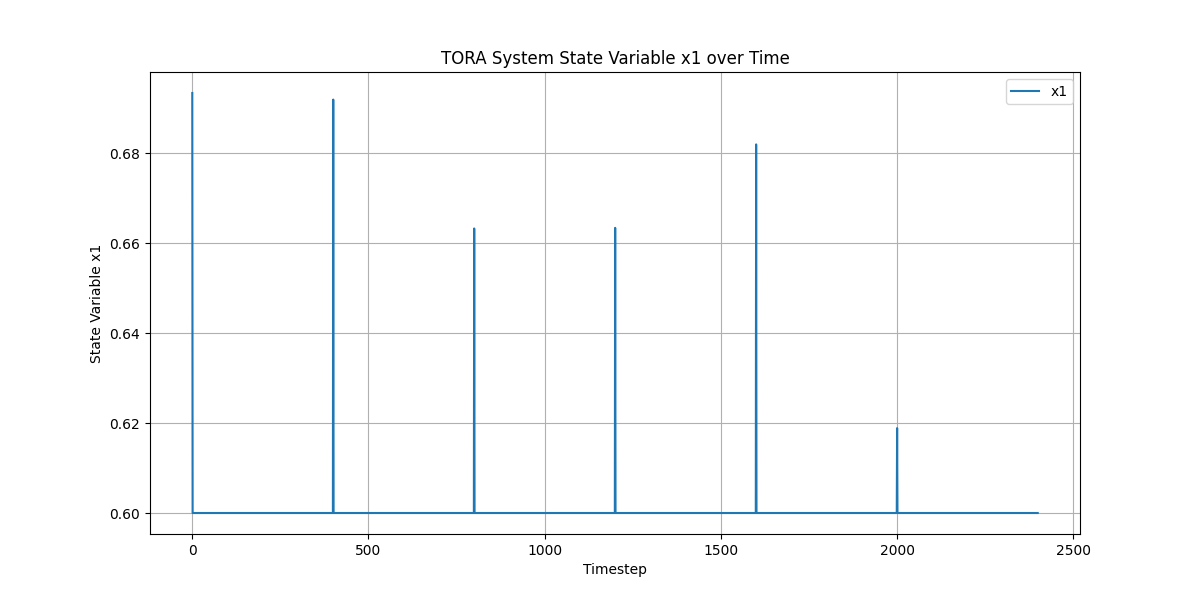 TORA System State Variable x1 over Time
x1
State Variable x1
0.68
0.66
0.64
0.62
0.60
0
500
1000
1500
2000
2500
Timestep